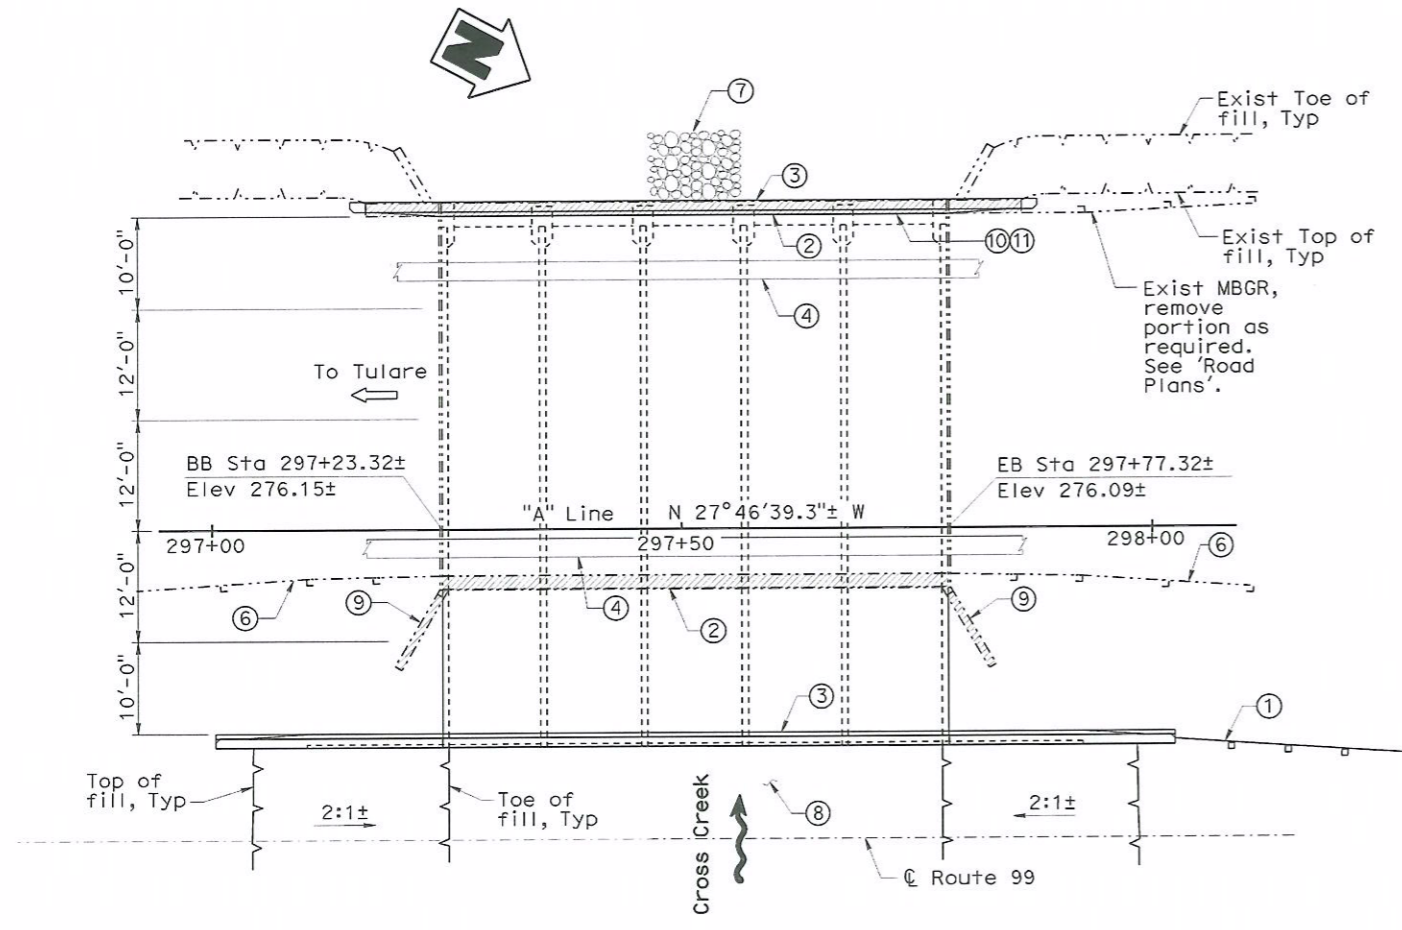 N
7
Exist Toe of
fill, Typ
3
2
10 11
Exist Top of
fill, Typ
10'-0"
4
Exist MBGR,
remove
portion as
required.
See 'Road
Plans'.
12'-0"
To Tulare
12'-0"
BB Sta 297+23.32±
Elev 276.15±
EB Sta 297+77.32±
Elev 276.09±
"A" Line N 27°46'39.3"± W
297+00
297+50
298+00
6
12'-0"
6
9
4
2
9
10'-0"
3
1
Top of
fill, Typ
2:1±
Toe of
fill, Typ
Cross Creek
8
2:1±
℄ Route 99